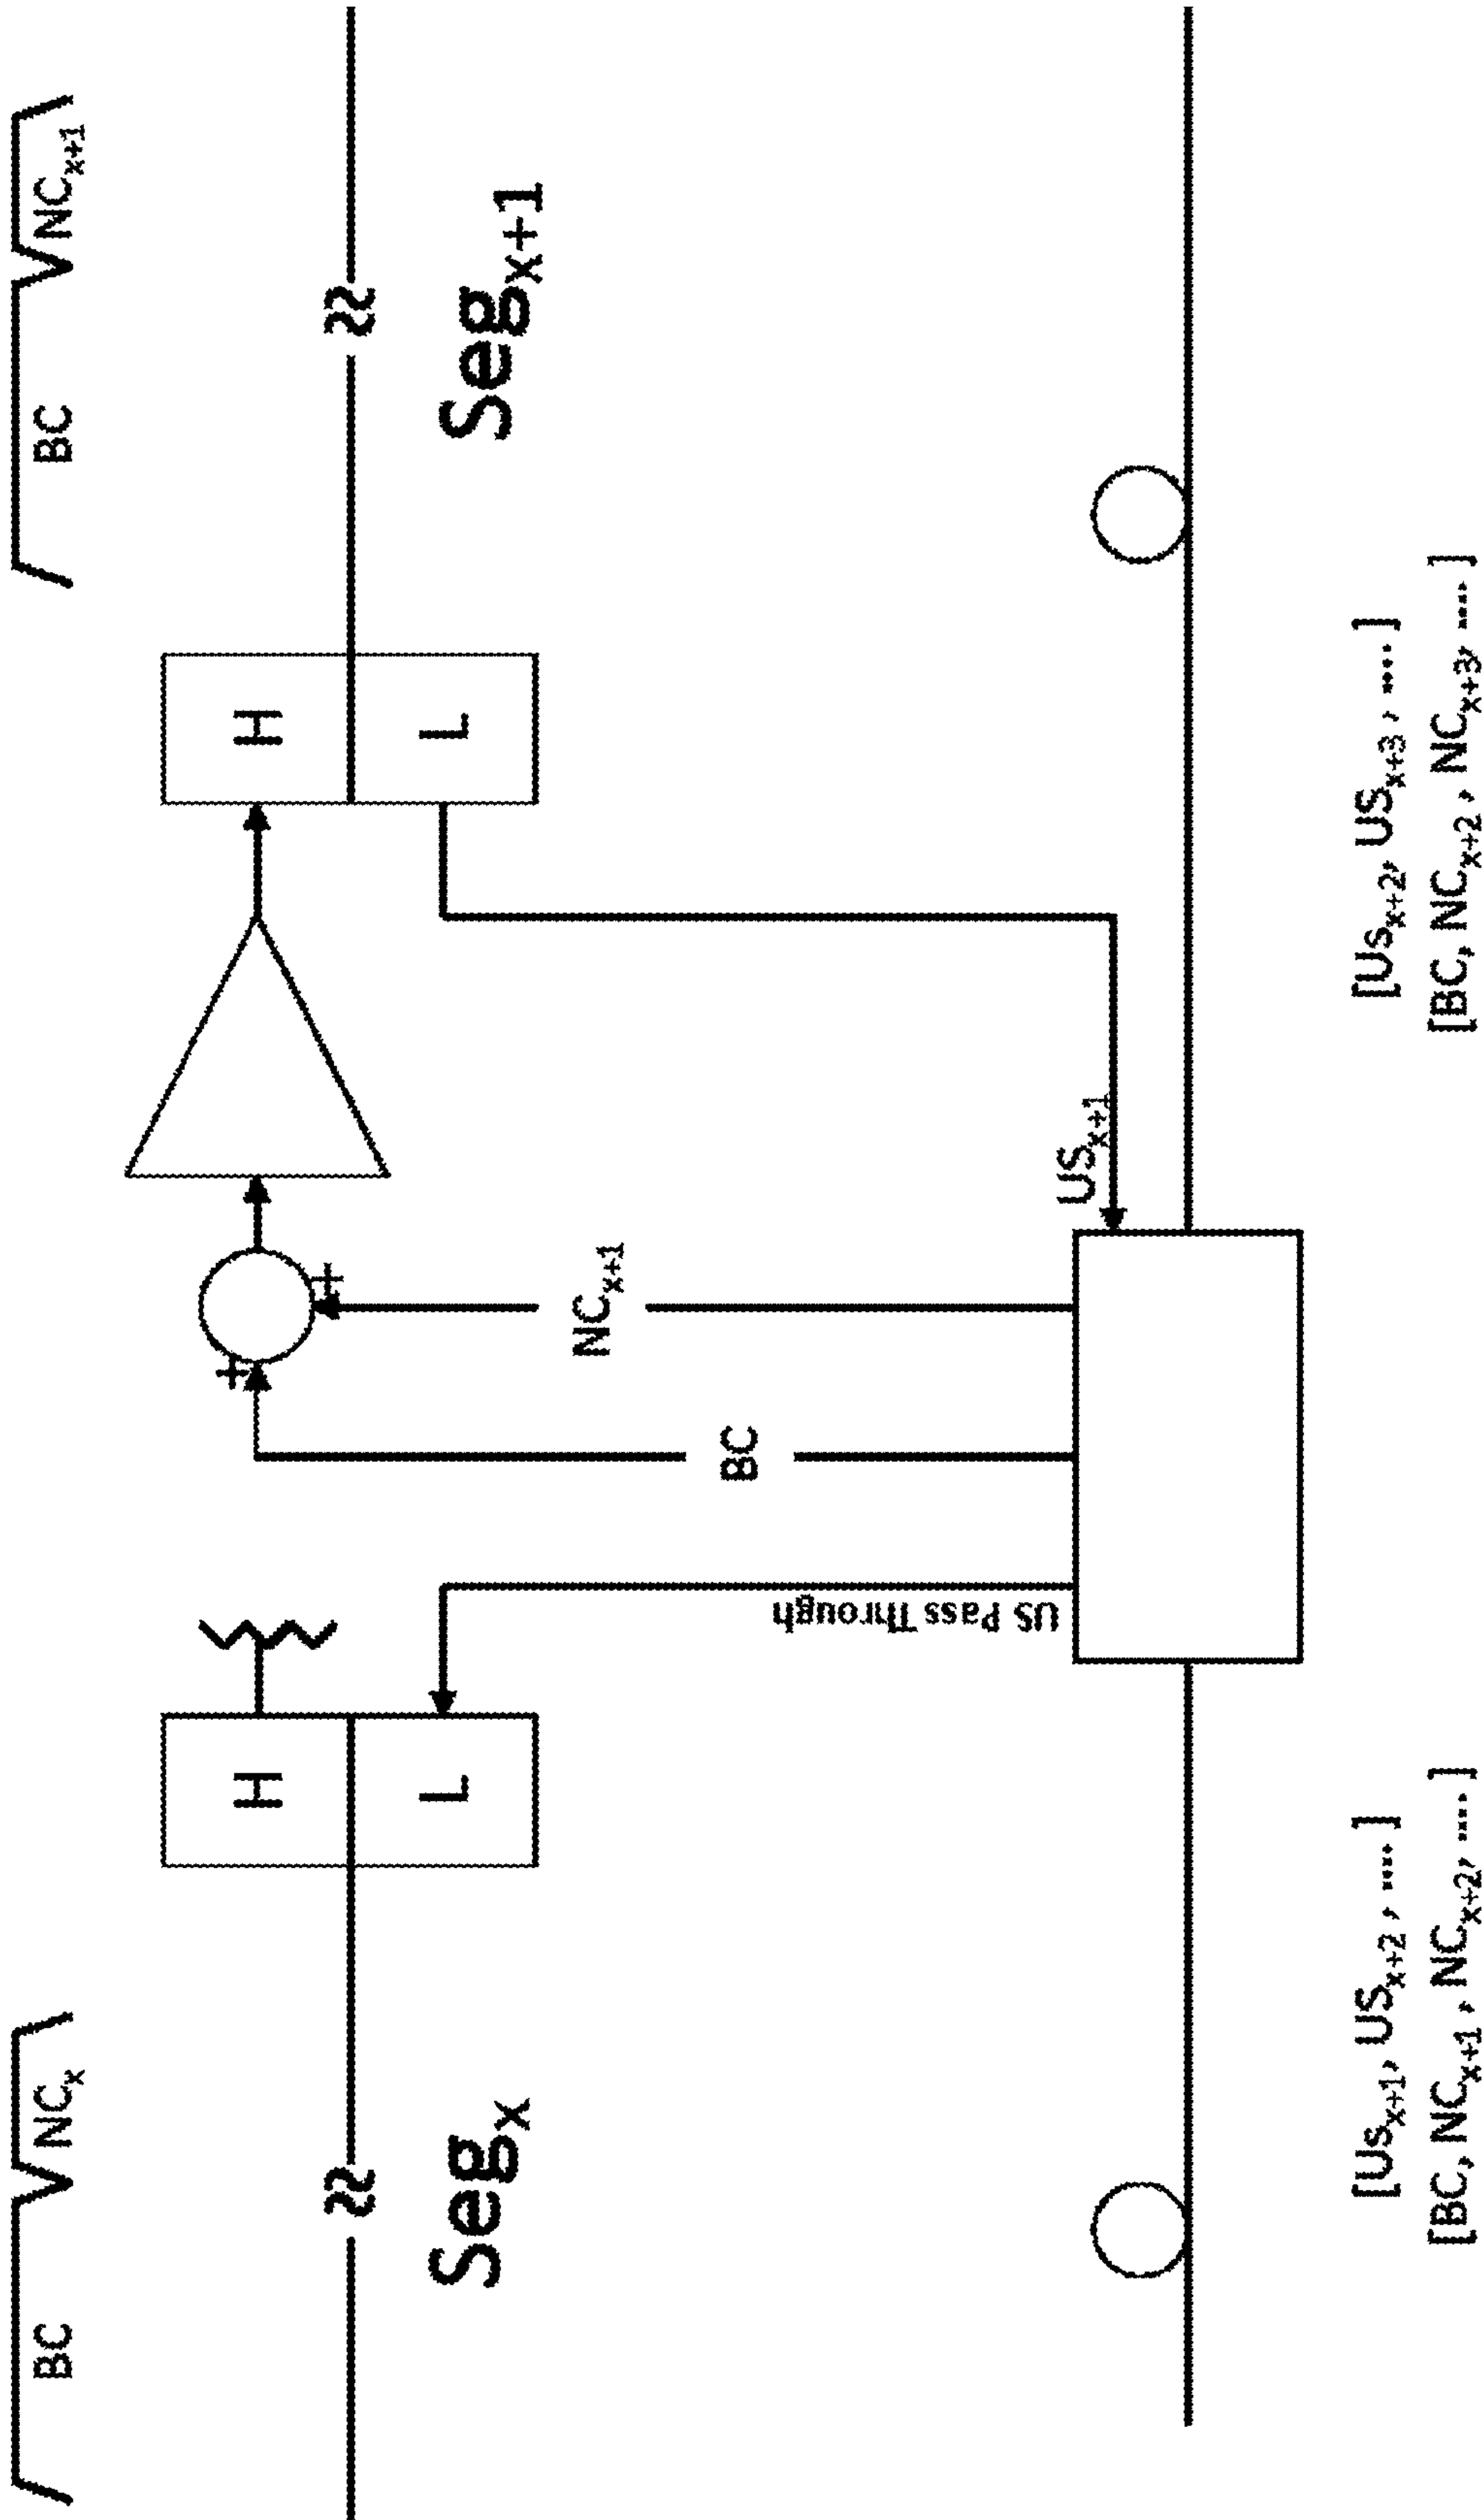 BC NCₓ
BC NCₓ₊₁
H
L
H
L
Segₓ
Segₓ₊₁
+
+
US Pass Through
BC
NCₓ₊₁
USₓ₊₁
[Usₓ₊₁, USₓ₊₂, ....]
[BC, NCₓ₊₁, NCₓ₊₂, ....]
[Usₓ₊₂, USₓ₊₃, ....]
[BC, NCₓ₊₂, NCₓ₊₃, ....]